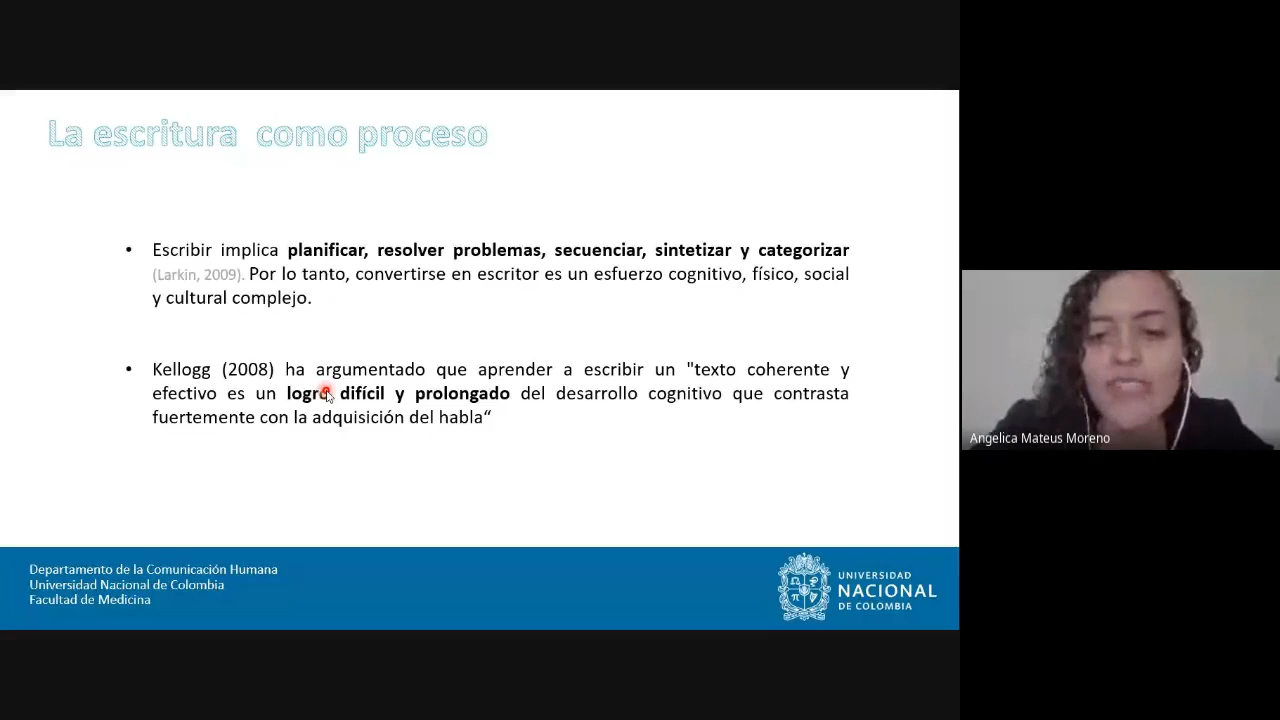 La escritura como proceso
• Escribir implica planificar, resolver problemas, secuenciar, sintetizar y categorizar
(Larkin, 2009). Por lo tanto, convertirse en escritor es un esfuerzo cognitivo, físico, social
y cultural complejo.
• Kellogg (2008) ha argumentado que aprender a escribir un "texto coherente y
efectivo es un logro difícil y prolongado del desarrollo cognitivo que contrasta
fuertemente con la adquisición del habla“
Angelica Mateus Moreno
Departamento de la Comunicación Humana
Universidad Nacional de Colombia
Facultad de Medicina
UNIVERSIDAD
NACIONAL
DE COLOMBIA